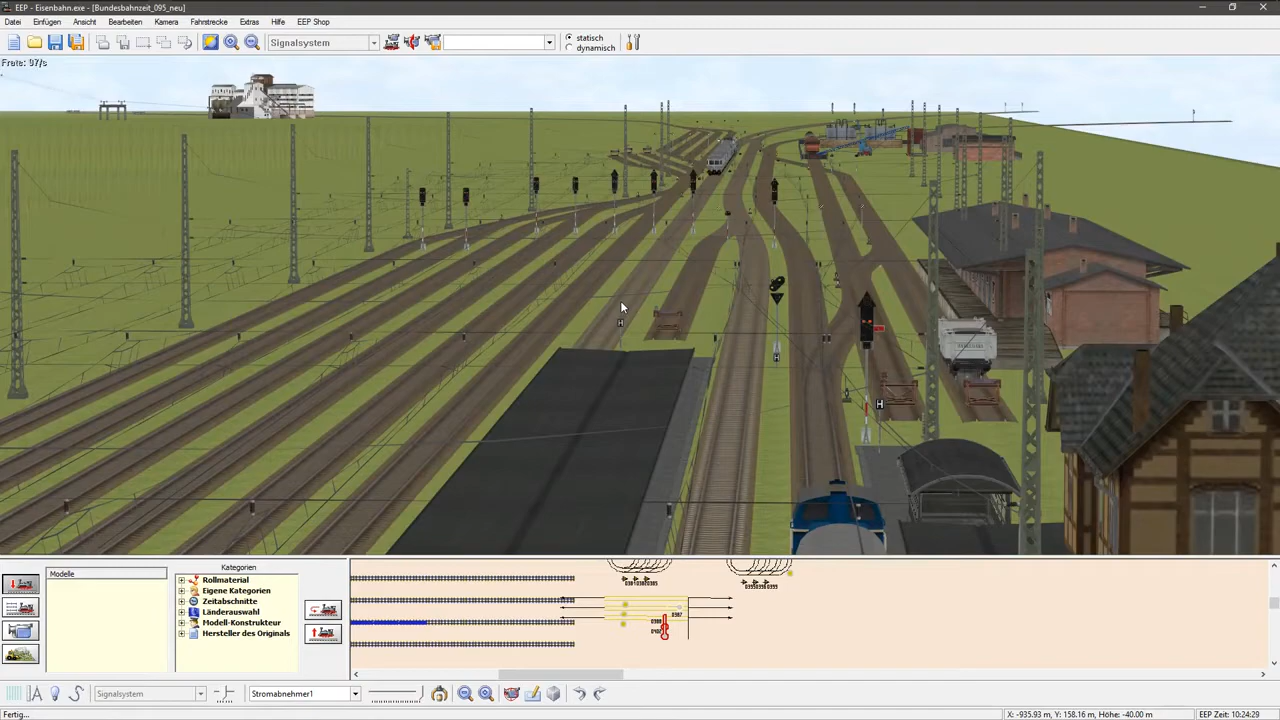 EEP - Eisenbahn.exe - [Bundesbahnzeit_095_neu]
Datei Einfügen Ansicht Bearbeiten Kamera Fahrstrecke Extras Hilfe EEP Shop
Signalsystem
statisch
dynamisch
H
H
H
Modelle
Kategorien
Rollmaterial
Eigene Kategorien
Zeitabschnitte
Länderauswahl
Modell-Konstrukteur
Hersteller des Originals
Signalsystem
Stromabnehmer1
Fertig...
X: -935.93 m, Y: 158.16 m, Höhe: -40.00 m
EEP Zeit: 10:24:29